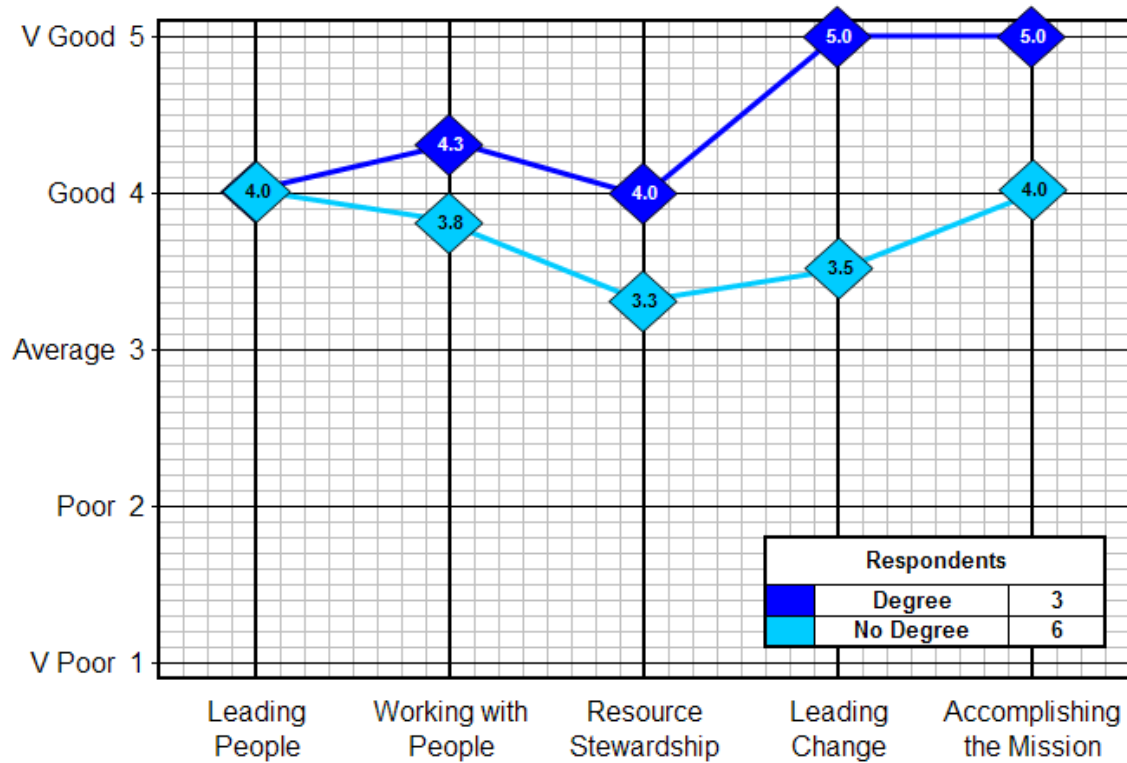 V Good 5
Good 4
Average 3
Poor 2
V Poor 1
5.0 5.0
4.3
4.0 4.0 4.0
3.8
3.5
3.3
Respondents
Degree 3
No Degree 6
Leading People
Working with People
Resource Stewardship
Leading Change
Accomplishing the Mission